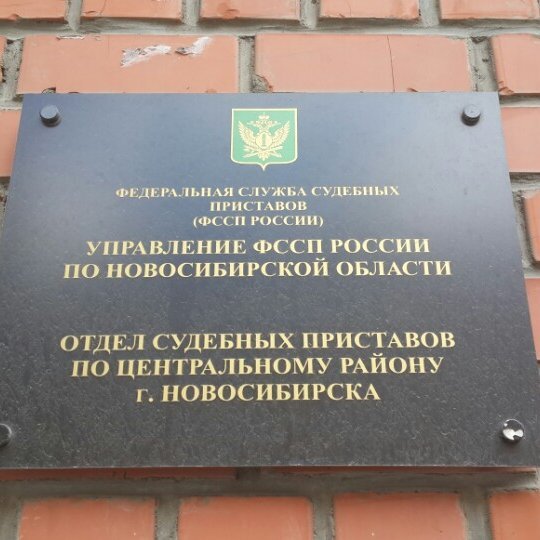 ФЕДЕРАЛЬНАЯ СЛУЖБА СУДЕБНЫХ
ПРИСТАВОВ
(ФССП РОССИИ)
УПРАВЛЕНИЕ ФССП РОССИИ
ПО НОВОСИБИРСКОЙ ОБЛАСТИ
ОТДЕЛ СУДЕБНЫХ ПРИСТАВОВ
ПО ЦЕНТРАЛЬНОМУ РАЙОНУ
г. НОВОСИБИРСКА